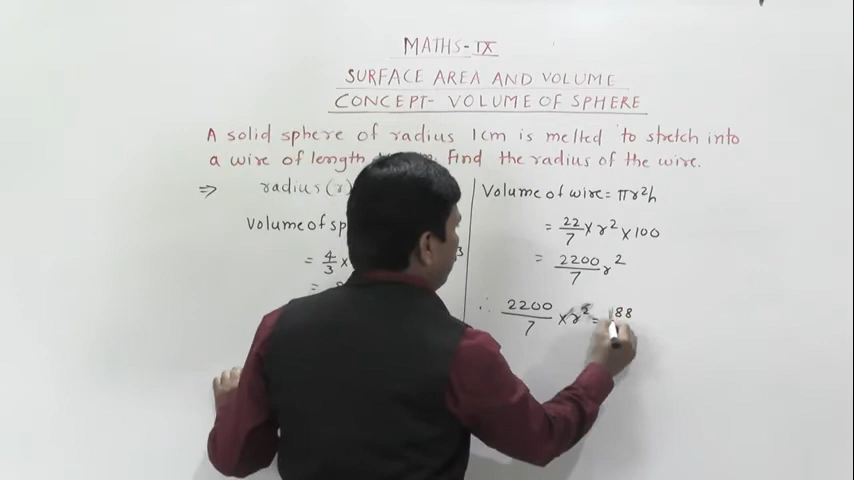 MATHS-IX
SURFACE AREA AND VOLUME
CONCEPT- VOLUME OF SPHERE
A solid sphere of radius 1cm is melted to stretch into
a wire of length Find the radius of the wire.
⇒ radius(r)
Volume of
= 4/3 ×
Volume of wire = πr²h
= 22/7 × r² × 100
= 2200/7 r²
∴ 2200/7 × r² = 88